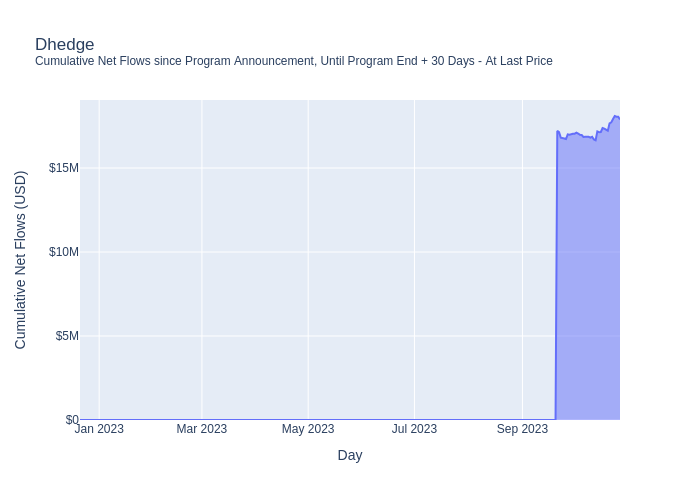 Dhedge
Cumulative Net Flows since Program Announcement, Until Program End + 30 Days - At Last Price
Cumulative Net Flows (USD)
$15M
$10M
$5M
$0
Jan 2023 Mar 2023 May 2023 Jul 2023 Sep 2023
Day